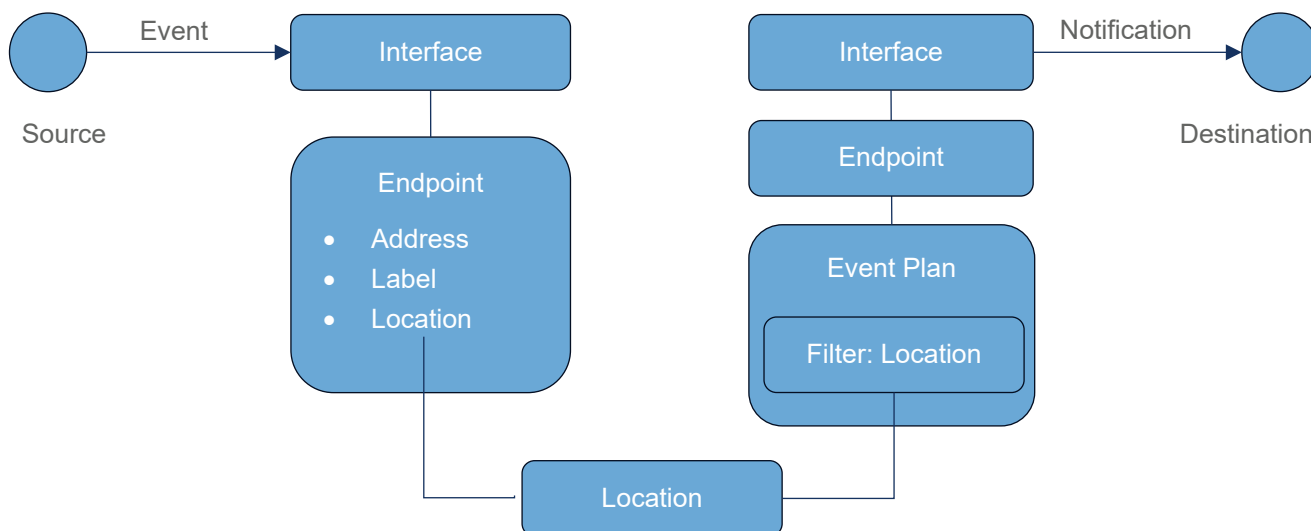 Event
Interface
Source
Endpoint
• Address
• Label
• Location
Interface
Notification
Destination
Endpoint
Event Plan
Filter: Location
Location